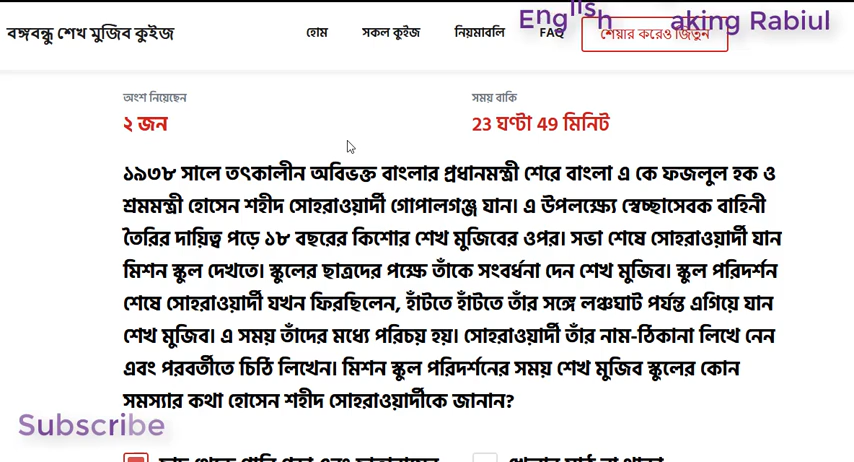 বঙ্গবন্ধু শেখ মুজিব কুইজ হোম সকল কুইজ নিয়মাবলি FAQ শেয়ার করেও জিতুন
English aking Rabiul
অংশ নিয়েছেন সময় বাকি
২ জন 23 ঘণ্টা 49 মিনিট
১৯৩৮ সালে তৎকালীন অবিভক্ত বাংলার প্রধানমন্ত্রী শেরে বাংলা এ কে ফজলুল হক ও
শ্রমমন্ত্রী হোসেন শহীদ সোহরাওয়ার্দী গোপালগঞ্জ যান। এ উপলক্ষ্যে স্বেচ্ছাসেবক বাহিনী
তৈরির দায়িত্ব পড়ে ১৮ বছরের কিশোর শেখ মুজিবের ওপর। সভা শেষে সোহরাওয়ার্দী যান
মিশন স্কুল দেখতে। স্কুলের ছাত্রদের পক্ষে তাঁকে সংবর্ধনা দেন শেখ মুজিব। স্কুল পরিদর্শন
শেষে সোহরাওয়ার্দী যখন ফিরছিলেন, হাঁটতে হাঁটতে তাঁর সঙ্গে লঞ্চঘাট পর্যন্ত এগিয়ে যান
শেখ মুজিব। এ সময় তাঁদের মধ্যে পরিচয় হয়। সোহরাওয়ার্দী তাঁর নাম-ঠিকানা লিখে নেন
এবং পরবর্তীতে চিঠি লিখেন। মিশন স্কুল পরিদর্শনের সময় শেখ মুজিব স্কুলের কোন
সমস্যার কথা হোসেন শহীদ সোহরাওয়ার্দীকে জানান?
Subscribe